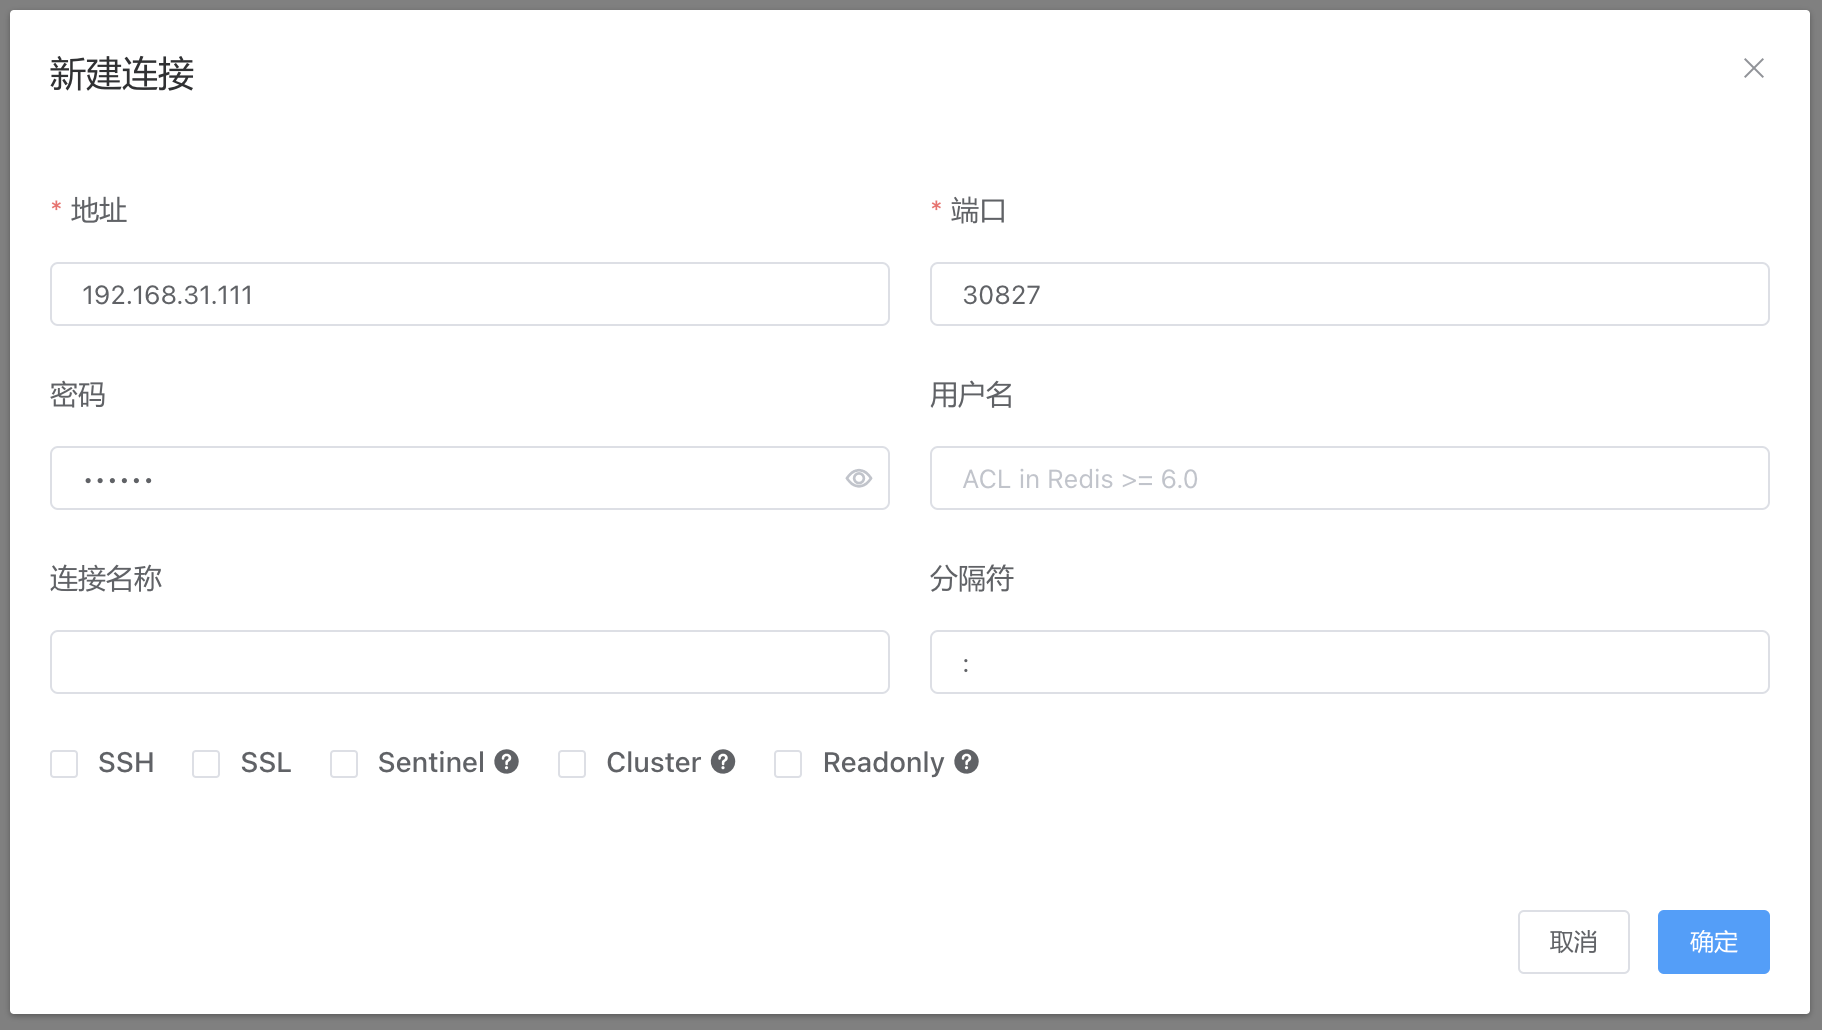 新建连接
* 地址
* 端口
192.168.31.111
30827
密码
用户名
••••••
ACL in Redis >= 6.0
连接名称
分隔符
:
SSH SSL Sentinel ? Cluster ? Readonly ?
取消
确定